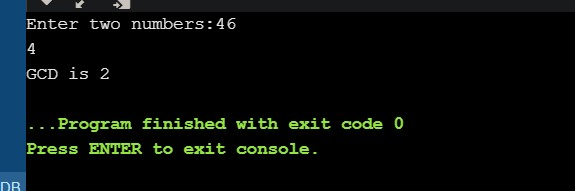 Enter two numbers:46
4
GCD is 2
...Program finished with exit code 0
Press ENTER to exit console.
DB